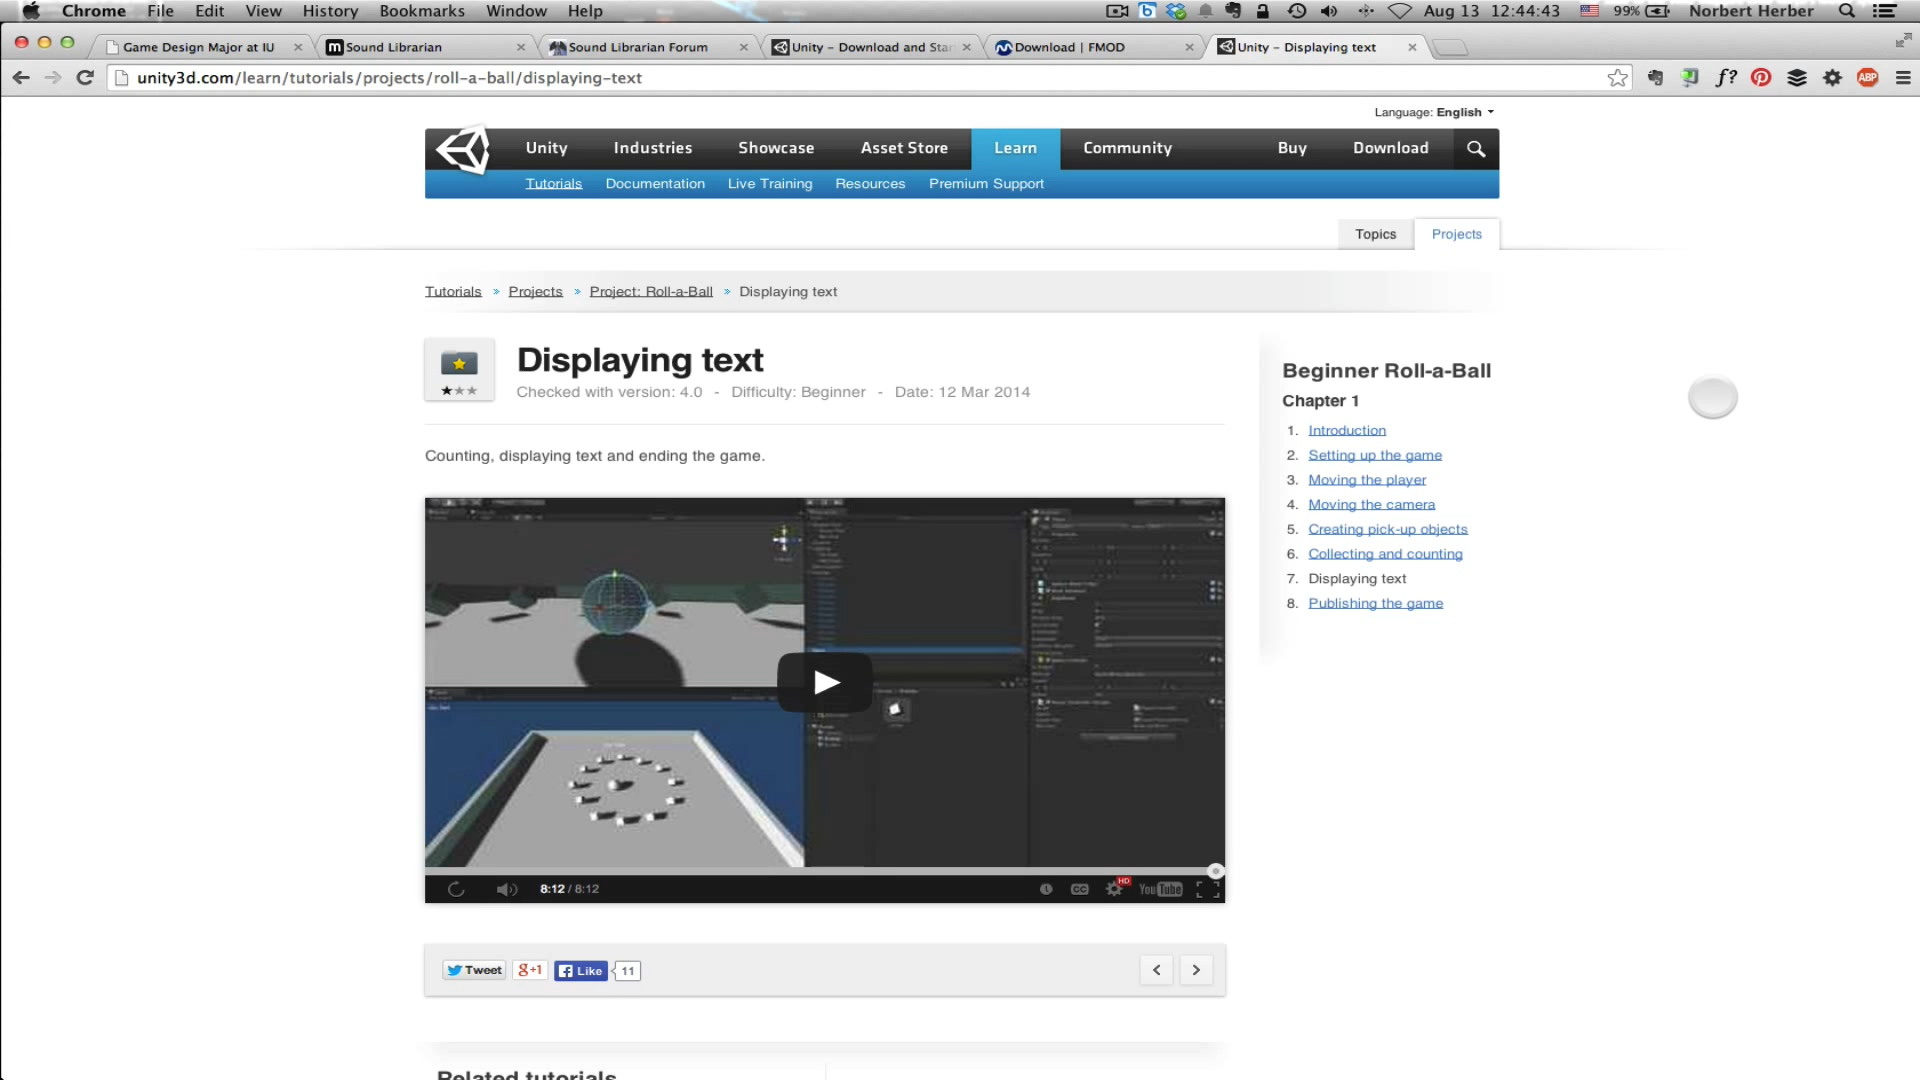 Chrome File Edit View History Bookmarks Window Help Aug 13 12:44:43 99% Norbert Herber
Game Design Major at IU Sound Librarian Sound Librarian Forum Unity – Download and Star Download | FMOD Unity – Displaying text
unity3d.com/learn/tutorials/projects/roll-a-ball/displaying-text
f? ABP
Language: English
Unity Industries Showcase Asset Store Learn Community Buy Download
Tutorials Documentation Live Training Resources Premium Support
Topics Projects
Tutorials » Projects » Project: Roll-a-Ball » Displaying text
Displaying text
Checked with version: 4.0 - Difficulty: Beginner - Date: 12 Mar 2014
Counting, displaying text and ending the game.
8:12 / 8:12 CC HD YouTube
Tweet g+1 Like 11
Related tutorials
Beginner Roll-a-Ball
Chapter 1
1. Introduction
2. Setting up the game
3. Moving the player
4. Moving the camera
5. Creating pick-up objects
6. Collecting and counting
7. Displaying text
8. Publishing the game